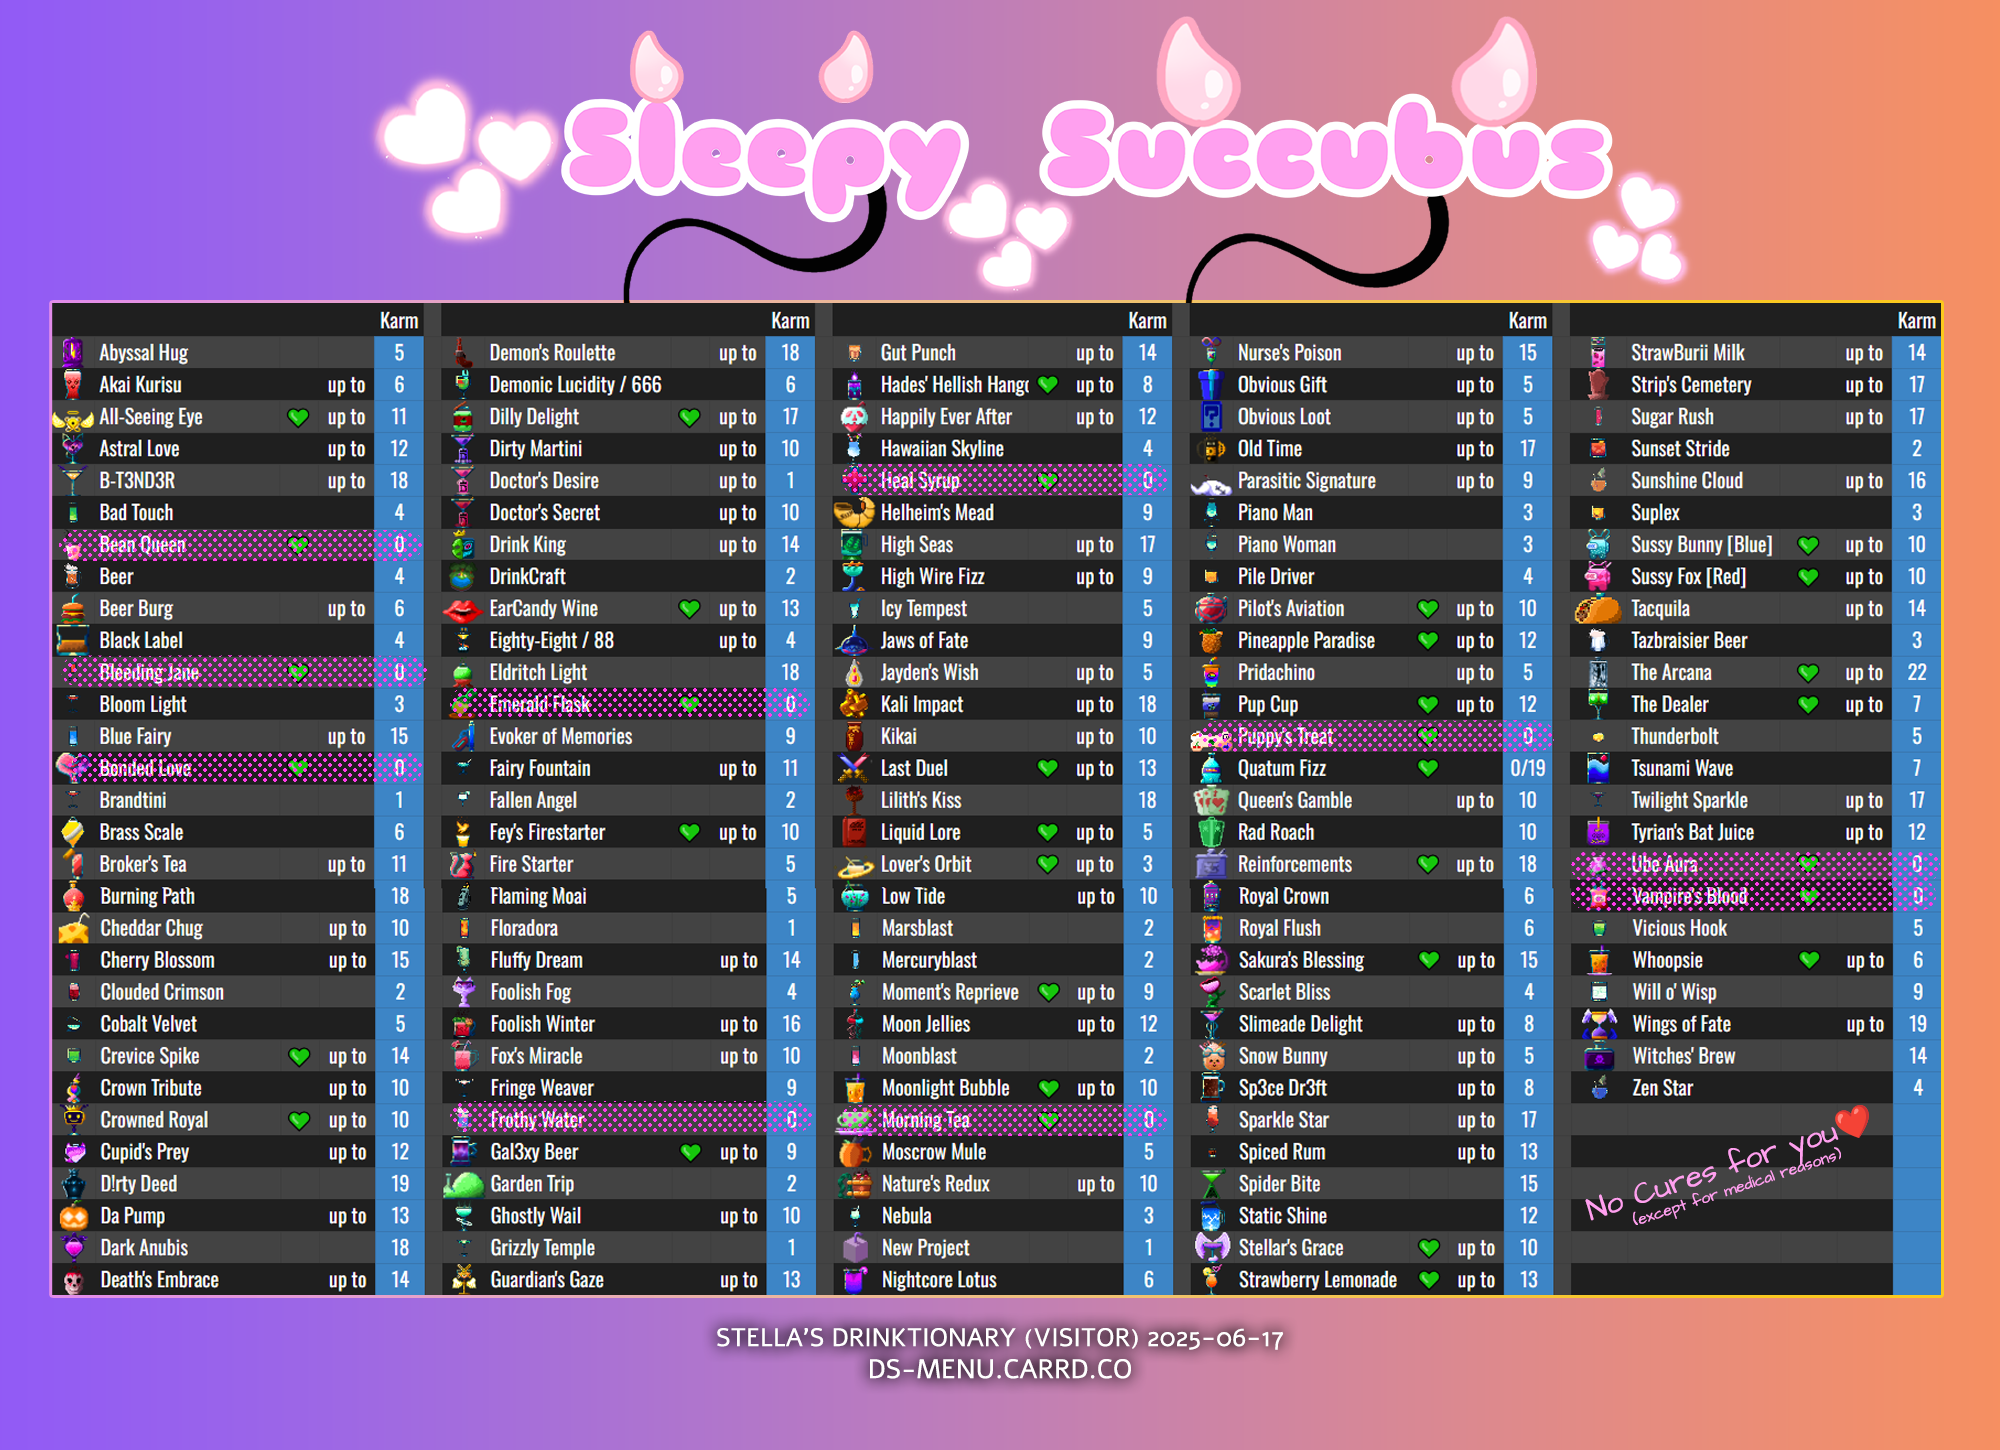 Sleepy Succubus
Karm
Abyssal Hug 5
Akai Kurisu up to 6
All-Seeing Eye up to 11
Astral Love up to 12
B-T3ND3R up to 18
Bad Touch 4
Bean Queen 0
Beer 4
Beer Burg up to 6
Black Label 4
Bleeding Jane 0
Bloom Light 3
Blue Fairy up to 15
Bonded Love 0
Brandtini 1
Brass Scale 6
Broker's Tea up to 11
Burning Path 18
Cheddar Chug up to 10
Cherry Blossom up to 15
Clouded Crimson 2
Cobalt Velvet 5
Crevice Spike up to 14
Crown Tribute up to 10
Crowned Royal up to 10
Cupid's Prey up to 12
D!rty Deed 19
Da Pump up to 13
Dark Anubis 18
Death's Embrace up to 14
Karm
Demon's Roulette up to 18
Demonic Lucidity / 666 6
Dilly Delight up to 17
Dirty Martini up to 10
Doctor's Desire up to 1
Doctor's Secret up to 10
Drink King up to 14
DrinkCraft 2
EarCandy Wine up to 13
Eighty-Eight / 88 up to 4
Eldritch Light 18
Emerald Flask 0
Evoker of Memories 9
Fairy Fountain up to 11
Fallen Angel 2
Fey's Firestarter up to 10
Fire Starter 5
Flaming Moai 5
Floradora 1
Fluffy Dream up to 14
Foolish Fog 4
Foolish Winter up to 16
Fox's Miracle up to 10
Fringe Weaver 9
Frothy Water 0
Gal3xy Beer up to 9
Garden Trip 2
Ghostly Wail up to 10
Grizzly Temple 1
Guardian's Gaze up to 13
Karm
Gut Punch up to 14
Hades' Hellish Hango up to 8
Happily Ever After up to 12
Hawaiian Skyline 4
Heal Syrup 0
Helheim's Mead 9
High Seas up to 17
High Wire Fizz up to 9
Icy Tempest 5
Jaws of Fate 9
Jayden's Wish up to 5
Kali Impact up to 18
Kikai up to 10
Last Duel up to 13
Lilith's Kiss 18
Liquid Lore up to 5
Lover's Orbit up to 3
Low Tide up to 10
Marsblast 2
Mercuryblast 2
Moment's Reprieve up to 9
Moon Jellies up to 12
Moonblast 2
Moonlight Bubble up to 10
Morning Tea 0
Moscrow Mule 5
Nature's Redux up to 10
Nebula 3
New Project 1
Nightcore Lotus 6
Karm
Nurse's Poison up to 15
Obvious Gift up to 5
Obvious Loot up to 5
Old Time up to 17
Parasitic Signature up to 9
Piano Man 3
Piano Woman 3
Pile Driver 4
Pilot's Aviation up to 10
Pineapple Paradise up to 12
Pridachino up to 5
Pup Cup up to 12
Puppy's Treat 0
Quatum Fizz 0/19
Queen's Gamble up to 10
Rad Roach 10
Reinforcements up to 18
Royal Crown 6
Royal Flush 6
Sakura's Blessing up to 15
Scarlet Bliss 4
Slimeade Delight up to 8
Snow Bunny up to 5
Sp3ce Dr3ft up to 8
Sparkle Star up to 17
Spiced Rum up to 13
Spider Bite 15
Static Shine 12
Stellar's Grace up to 10
Strawberry Lemonade up to 13
Karm
StrawBurii Milk up to 14
Strip's Cemetery up to 17
Sugar Rush up to 17
Sunset Stride 2
Sunshine Cloud up to 16
Suplex 3
Sussy Bunny [Blue] up to 10
Sussy Fox [Red] up to 10
Tacquila up to 14
Tazbraisier Beer 3
The Arcana up to 22
The Dealer up to 7
Thunderbolt 5
Tsunami Wave 7
Twilight Sparkle up to 17
Tyrian's Bat Juice up to 12
Ube Aura 0
Vampire's Blood 0
Vicious Hook 5
Whoopsie up to 6
Will o' Wisp 9
Wings of Fate up to 19
Witches' Brew 14
Zen Star 4
No Cures for you
(except for medical reasons)
STELLA'S DRINKTIONARY (VISITOR) 2025-06-17
DS-MENU.CARRD.CO